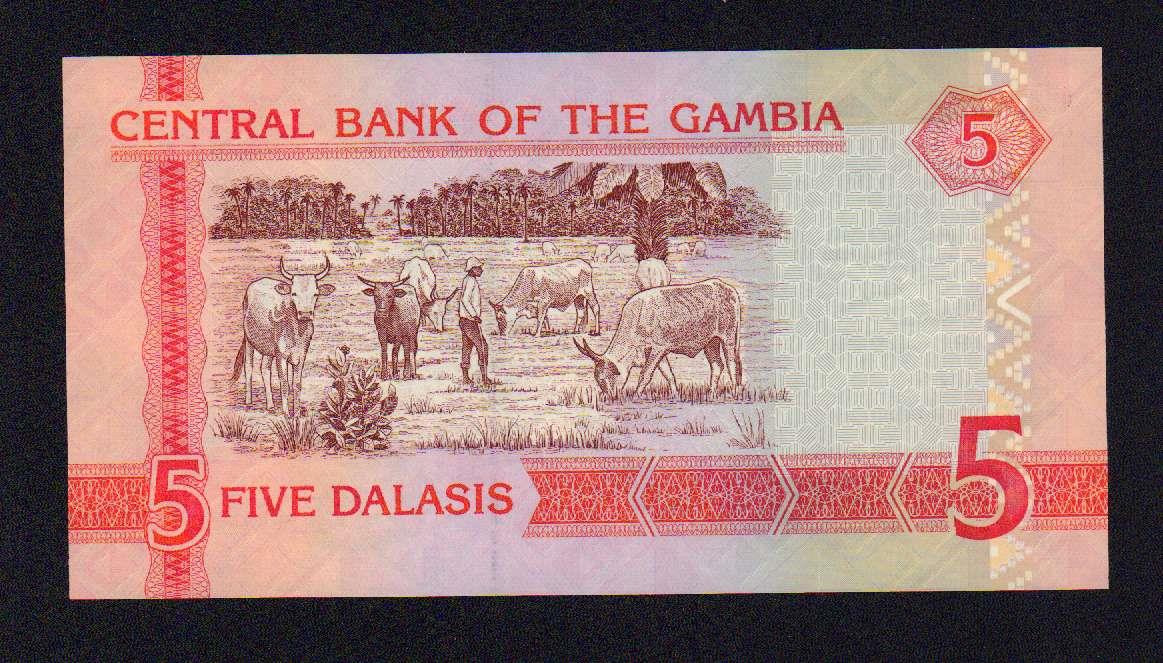 CENTRAL BANK OF THE GAMBIA
5
5 FIVE DALASIS
5